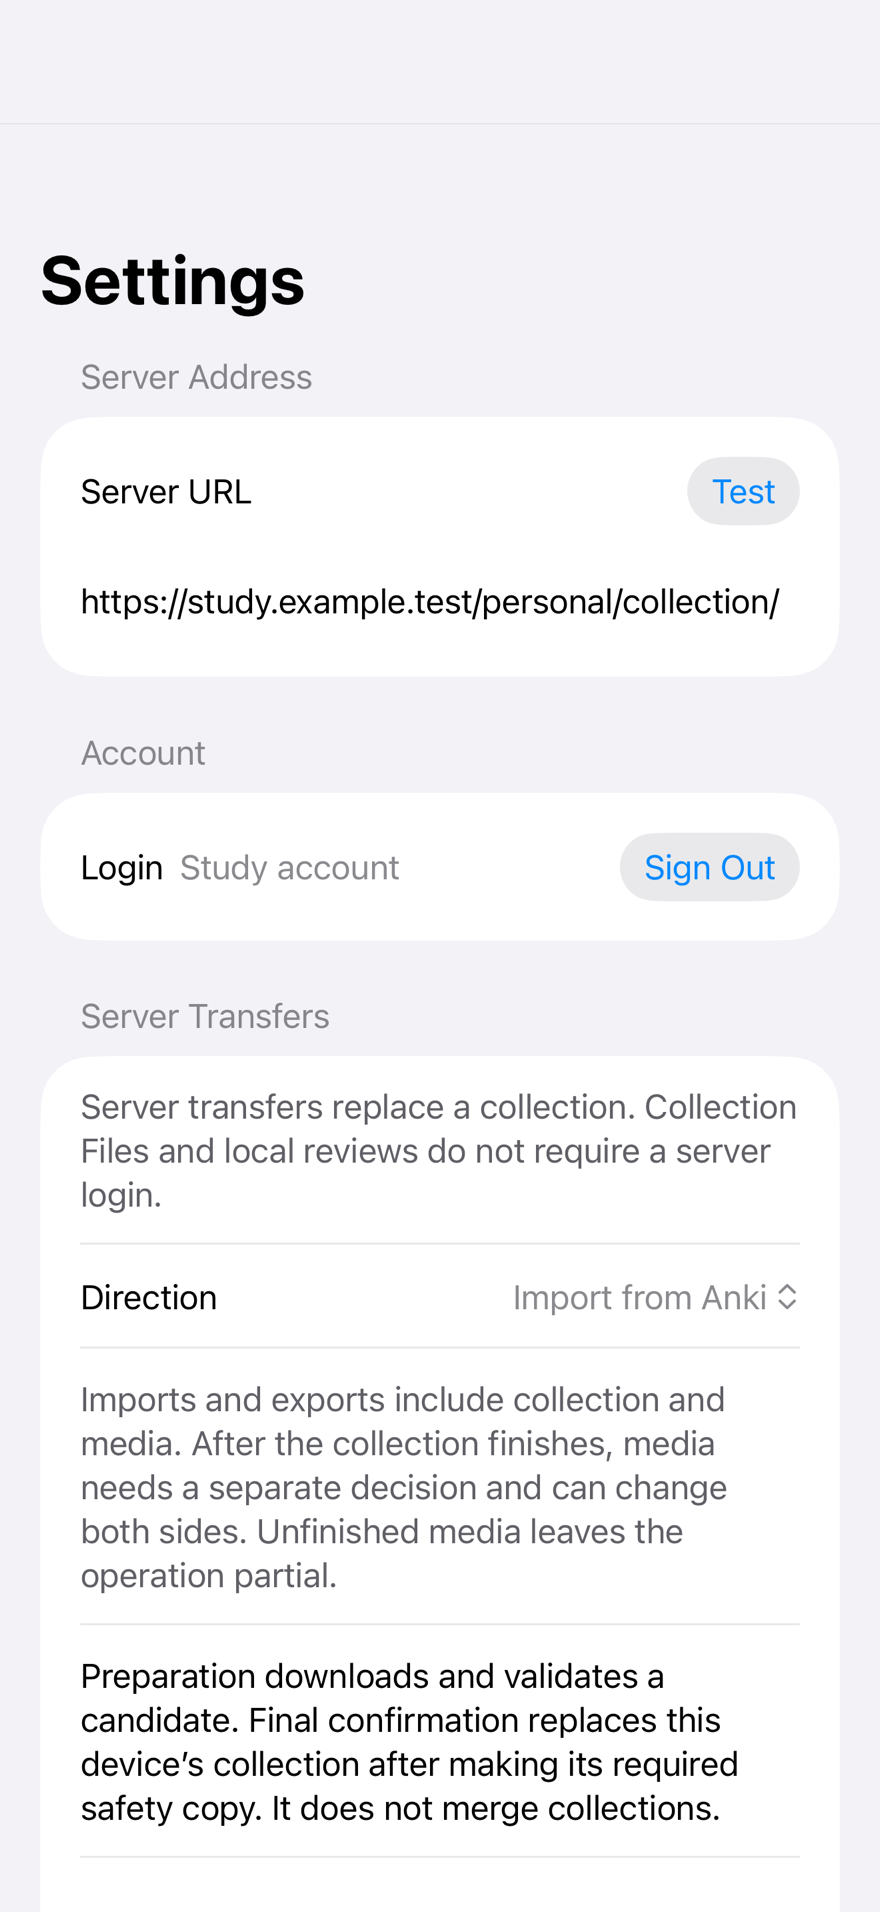 Settings
Server Address
Server URL
Test
https://study.example.test/personal/collection/
Account
Login Study account
Sign Out
Server Transfers
Server transfers replace a collection. Collection
Files and local reviews do not require a server
login.
Direction
Import from Anki
Imports and exports include collection and
media. After the collection finishes, media
needs a separate decision and can change
both sides. Unfinished media leaves the
operation partial.
Preparation downloads and validates a
candidate. Final confirmation replaces this
device’s collection after making its required
safety copy. It does not merge collections.